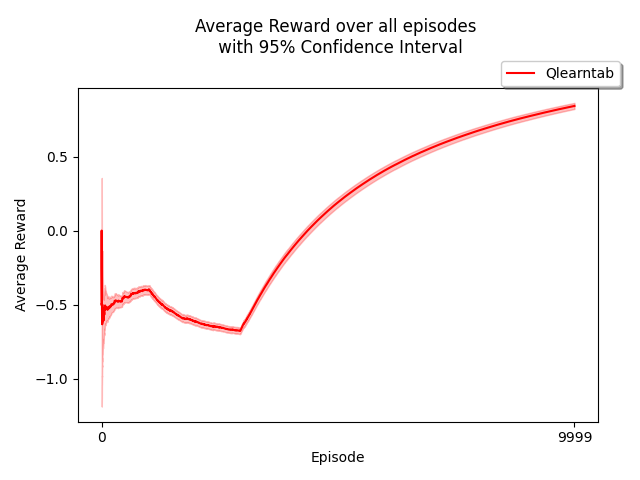 Average Reward over all episodes
with 95% Confidence Interval
Qlearntab
0.5
0.0
−0.5
−1.0
Average Reward
0
9999
Episode